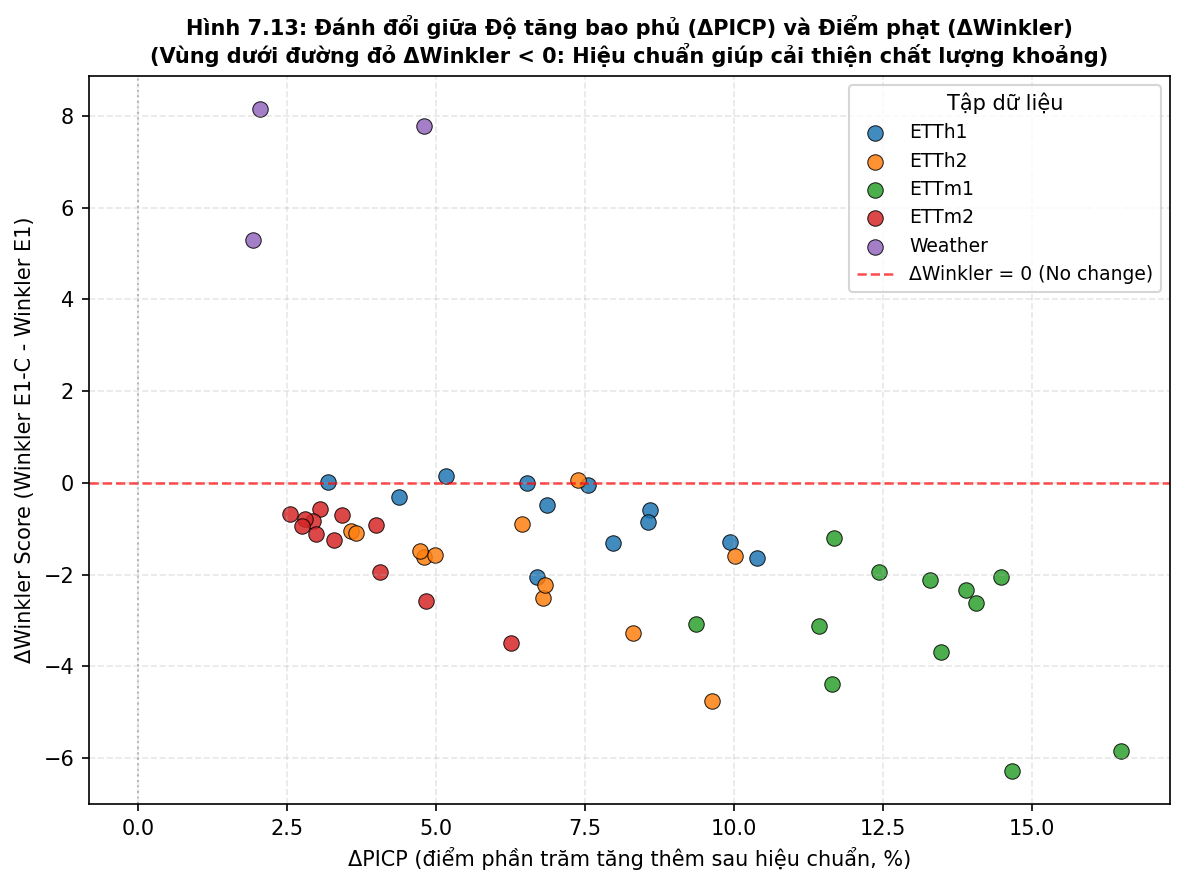 Hình 7.13: Đánh đổi giữa Độ tăng bao phủ (ΔPICP) và Điểm phạt (ΔWinkler)
(Vùng dưới đường đỏ ΔWinkler < 0: Hiệu chuẩn giúp cải thiện chất lượng khoảng)
Tập dữ liệu
ETTh1
ETTh2
ETTm1
ETTm2
Weather
ΔWinkler = 0 (No change)
ΔWinkler Score (Winkler E1-C - Winkler E1)
8
6
4
2
0
−2
−4
−6
0.0 2.5 5.0 7.5 10.0 12.5 15.0
ΔPICP (điểm phần trăm tăng thêm sau hiệu chuẩn, %)